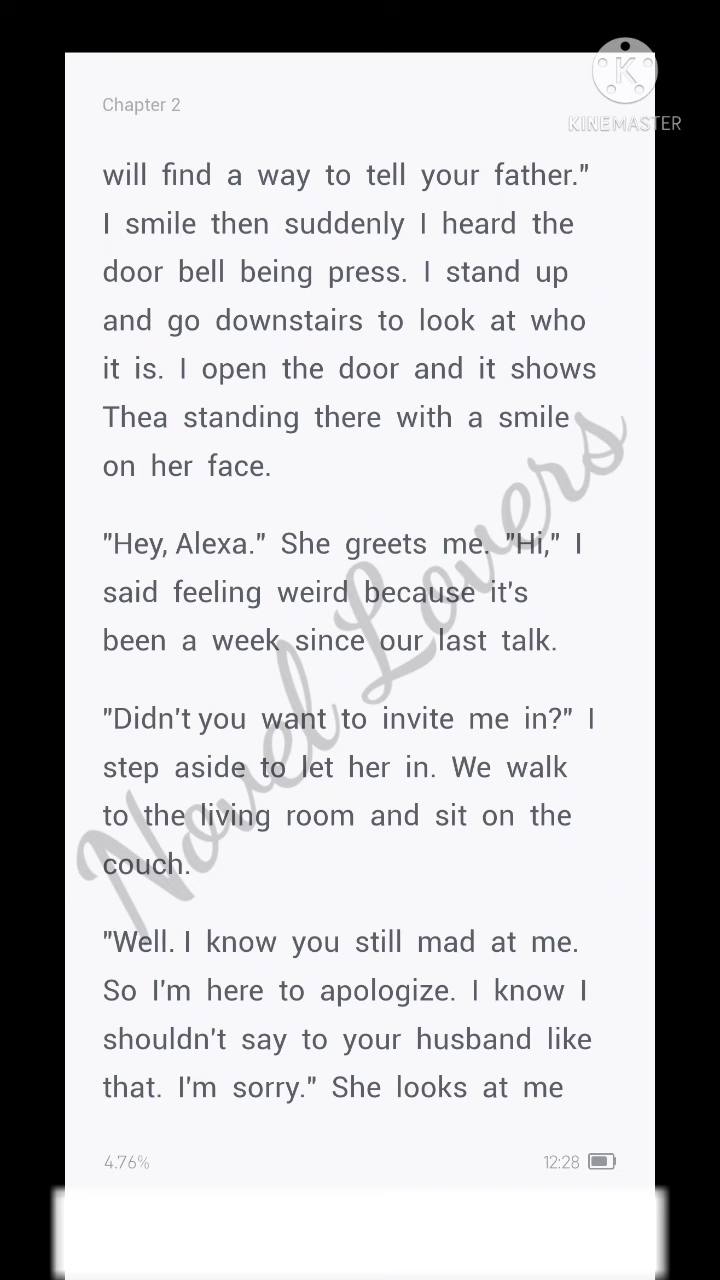 KINEMASTER
Chapter 2
will find a way to tell your father."
I smile then suddenly I heard the
door bell being press. I stand up
and go downstairs to look at who
it is. I open the door and it shows
Thea standing there with a smile
on her face.
"Hey, Alexa." She greets me. "Hi," I
said feeling weird because it's
been a week since our last talk.
"Didn't you want to invite me in?" I
step aside to let her in. We walk
to the living room and sit on the
couch.
"Well. I know you still mad at me.
So I'm here to apologize. I know I
shouldn't say to your husband like
that. I'm sorry." She looks at me
Novel Lovers
4.76% 12:28